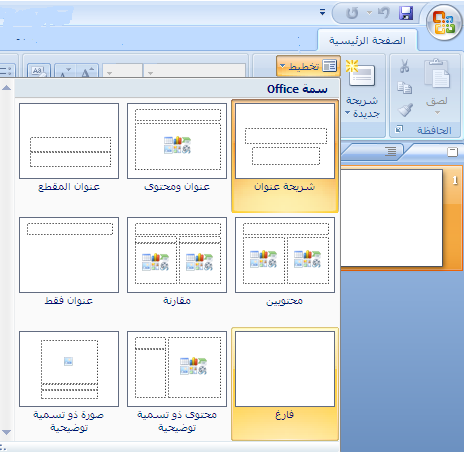 الصفحة الرئيسية
لصق
شريحة
جديدة
تخطيط
الحافظة
سمة Office
شريحة عنوان
عنوان ومحتوى
عنوان المقطع
محتويين
مقارنة
عنوان فقط
فارغ
محتوى ذو تسمية
توضيحية
صورة ذو تسمية
توضيحية
1